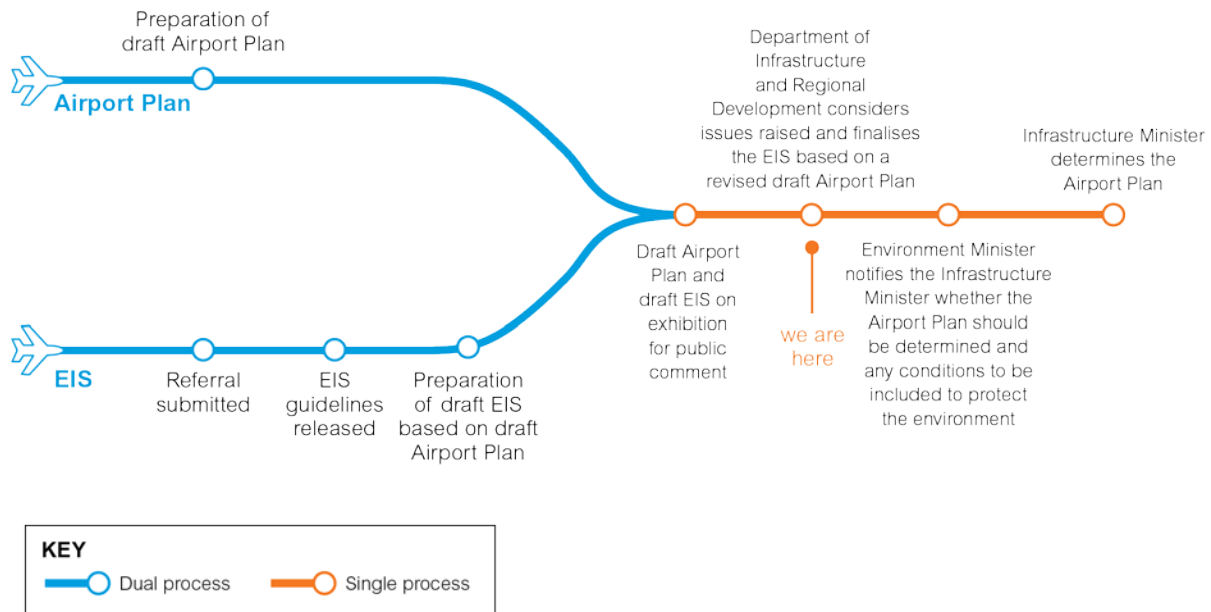 Preparation of
draft Airport Plan
Airport Plan
EIS
Referral
submitted
EIS
guidelines
released
Preparation
of draft EIS
based on draft
Airport Plan
Draft Airport
Plan and
draft EIS on
exhibition
for public
comment
Department of
Infrastructure
and Regional
Development considers
issues raised and finalises
the EIS based on a
revised draft Airport Plan
we are
here
Environment Minister
notifies the Infrastructure
Minister whether the
Airport Plan should
be determined and
any conditions to be
included to protect
the environment
Infrastructure Minister
determines the
Airport Plan
KEY
Dual process
Single process